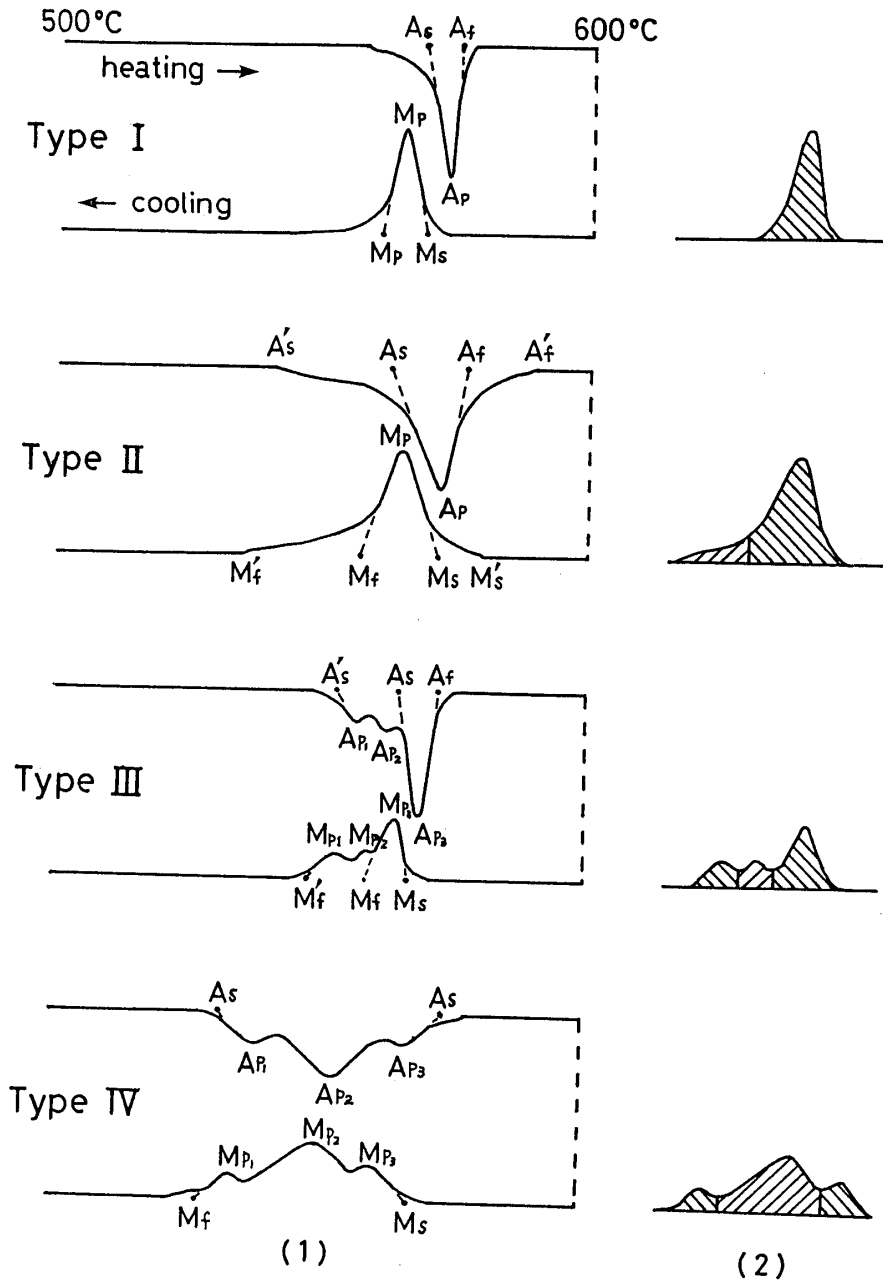 500°C 600°C
As Af
heating →
Mp
Type I
Ap
← cooling
Mp Ms
A's As Af A'f
Mp
Type II
Ap
M'f Mf Ms M's
A's As Af
Ap1 Ap2
Type III
Mp3
Mp1 Mp2 Ap3
M'f Mf Ms
As As
Ap1 Ap3
Ap2
Type IV
Mp2
Mp1 Mp3
Mf Ms
(1) (2)